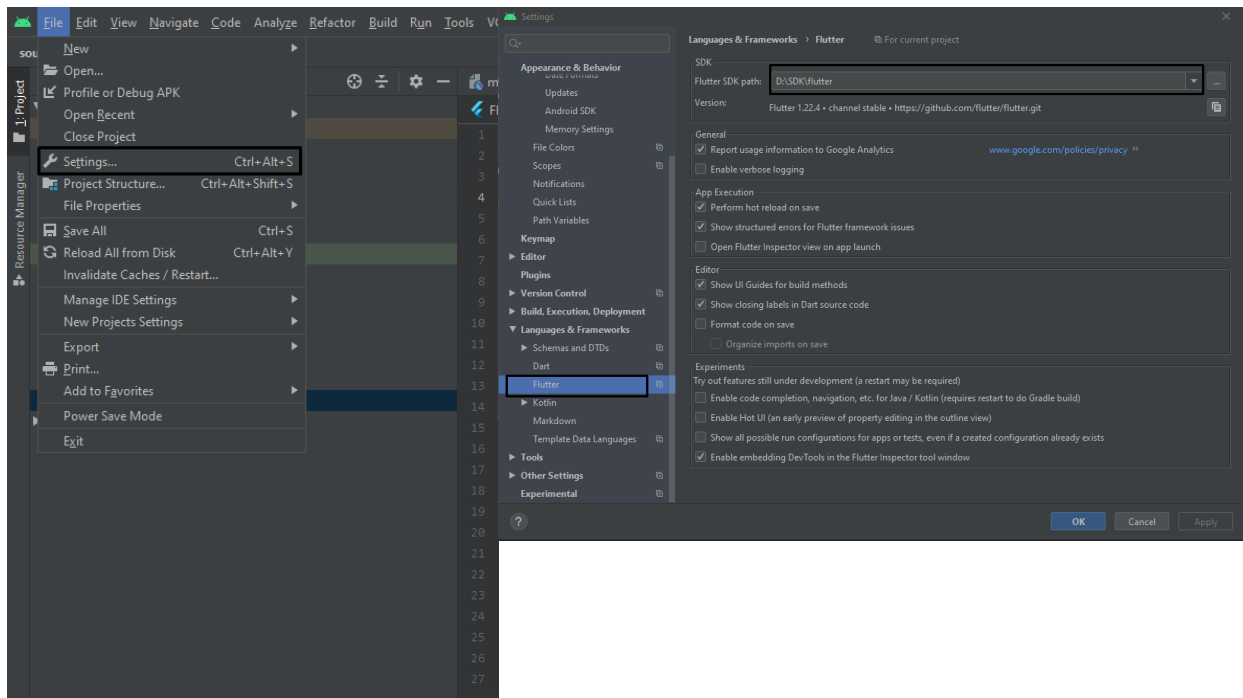 File Edit View Navigate Code Analyze Refactor Build Run Tools
sou
1: Project
Resource Manager
New
Open...
Profile or Debug APK
Open Recent
Close Project
Settings... Ctrl+Alt+S
Project Structure... Ctrl+Alt+Shift+S
File Properties
Save All Ctrl+S
Reload All from Disk Ctrl+Alt+Y
Invalidate Caches / Restart...
Manage IDE Settings
New Projects Settings
Export
Print...
Add to Favorites
Power Save Mode
Exit
m
Fl
1
2
3
4
5
6
7
8
9
10
11
12
13
14
15
16
17
18
19
20
21
22
23
24
25
26
27
Settings
Appearance & Behavior
Date Formats
Updates
Android SDK
Memory Settings
File Colors
Scopes
Notifications
Quick Lists
Path Variables
Keymap
Editor
Plugins
Version Control
Build, Execution, Deployment
Languages & Frameworks
Schemas and DTDs
Dart
Flutter
Kotlin
Markdown
Template Data Languages
Tools
Other Settings
Experimental
Languages & Frameworks › Flutter For current project
SDK
Flutter SDK path: D:\SDK\flutter
Version: Flutter 1.22.4 • channel stable • https://github.com/flutter/flutter.git
General
Report usage information to Google Analytics www.google.com/policies/privacy
Enable verbose logging
App Execution
Perform hot reload on save
Show structured errors for Flutter framework issues
Open Flutter Inspector view on app launch
Editor
Show UI Guides for build methods
Show closing labels in Dart source code
Format code on save
Organize imports on save
Experiments
Try out features still under development (a restart may be required)
Enable code completion, navigation, etc. for Java / Kotlin (requires restart to do Gradle build)
Enable Hot UI (an early preview of property editing in the outline view)
Show all possible run configurations for apps or tests, even if a created configuration already exists
Enable embedding DevTools in the Flutter Inspector tool window
? OK Cancel Apply